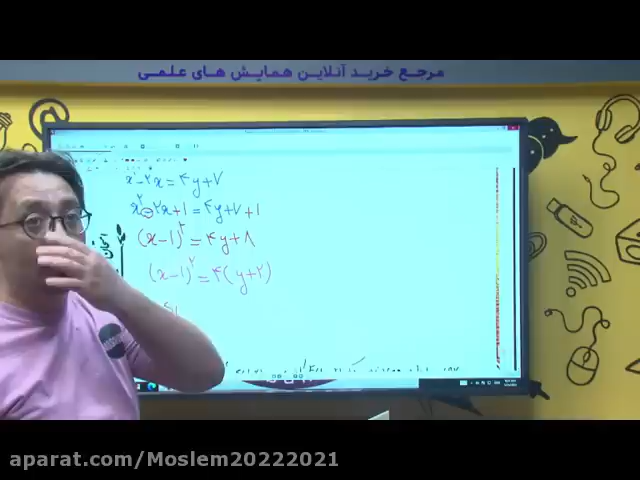 مرجع خرید آنلاین همایش های علمی
x² - ۲x = ۴y + ۷
x² - ۲x + ۱ = ۴y + ۷ + ۱
(x - ۱)² = ۴y + ۸
(x - ۱)² = ۴(y + ۲)
S|
aparat.com/Moslem20222021